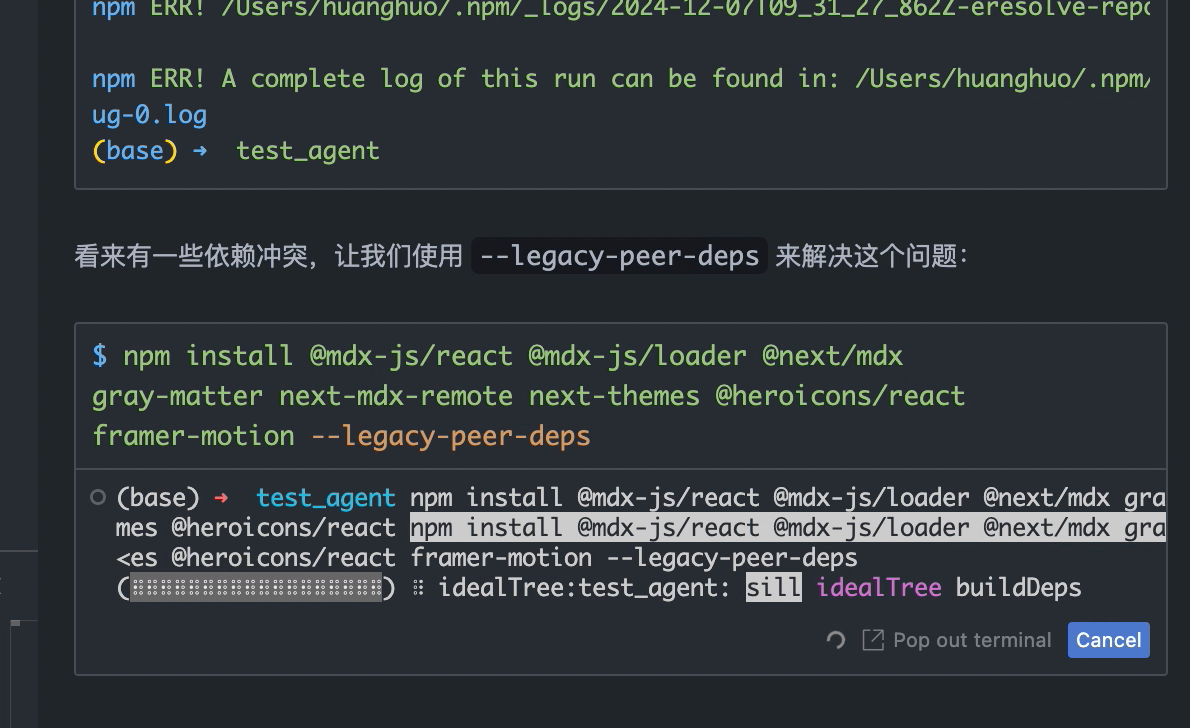 npm ERR! /Users/huanghuo/.npm/_logs/2024-12-07T09_31_27_862Z-eresolve-repo
npm ERR! A complete log of this run can be found in: /Users/huanghuo/.npm/
ug-0.log
(base) ➜ test_agent
看来有一些依赖冲突，让我们使用 --legacy-peer-deps 来解决这个问题：
$ npm install @mdx-js/react @mdx-js/loader @next/mdx
gray-matter next-mdx-remote next-themes @heroicons/react
framer-motion --legacy-peer-deps
(base) ➜ test_agent npm install @mdx-js/react @mdx-js/loader @next/mdx gra
mes @heroicons/react npm install @mdx-js/react @mdx-js/loader @next/mdx gra
<es @heroicons/react framer-motion --legacy-peer-deps
(⠿⠿⠿⠿⠿⠿⠿⠿⠿⠿⠿⠿⠿⠿⠿⠿⠿⠿) ⠿ idealTree:test_agent: sill idealTree buildDeps
Pop out terminal Cancel